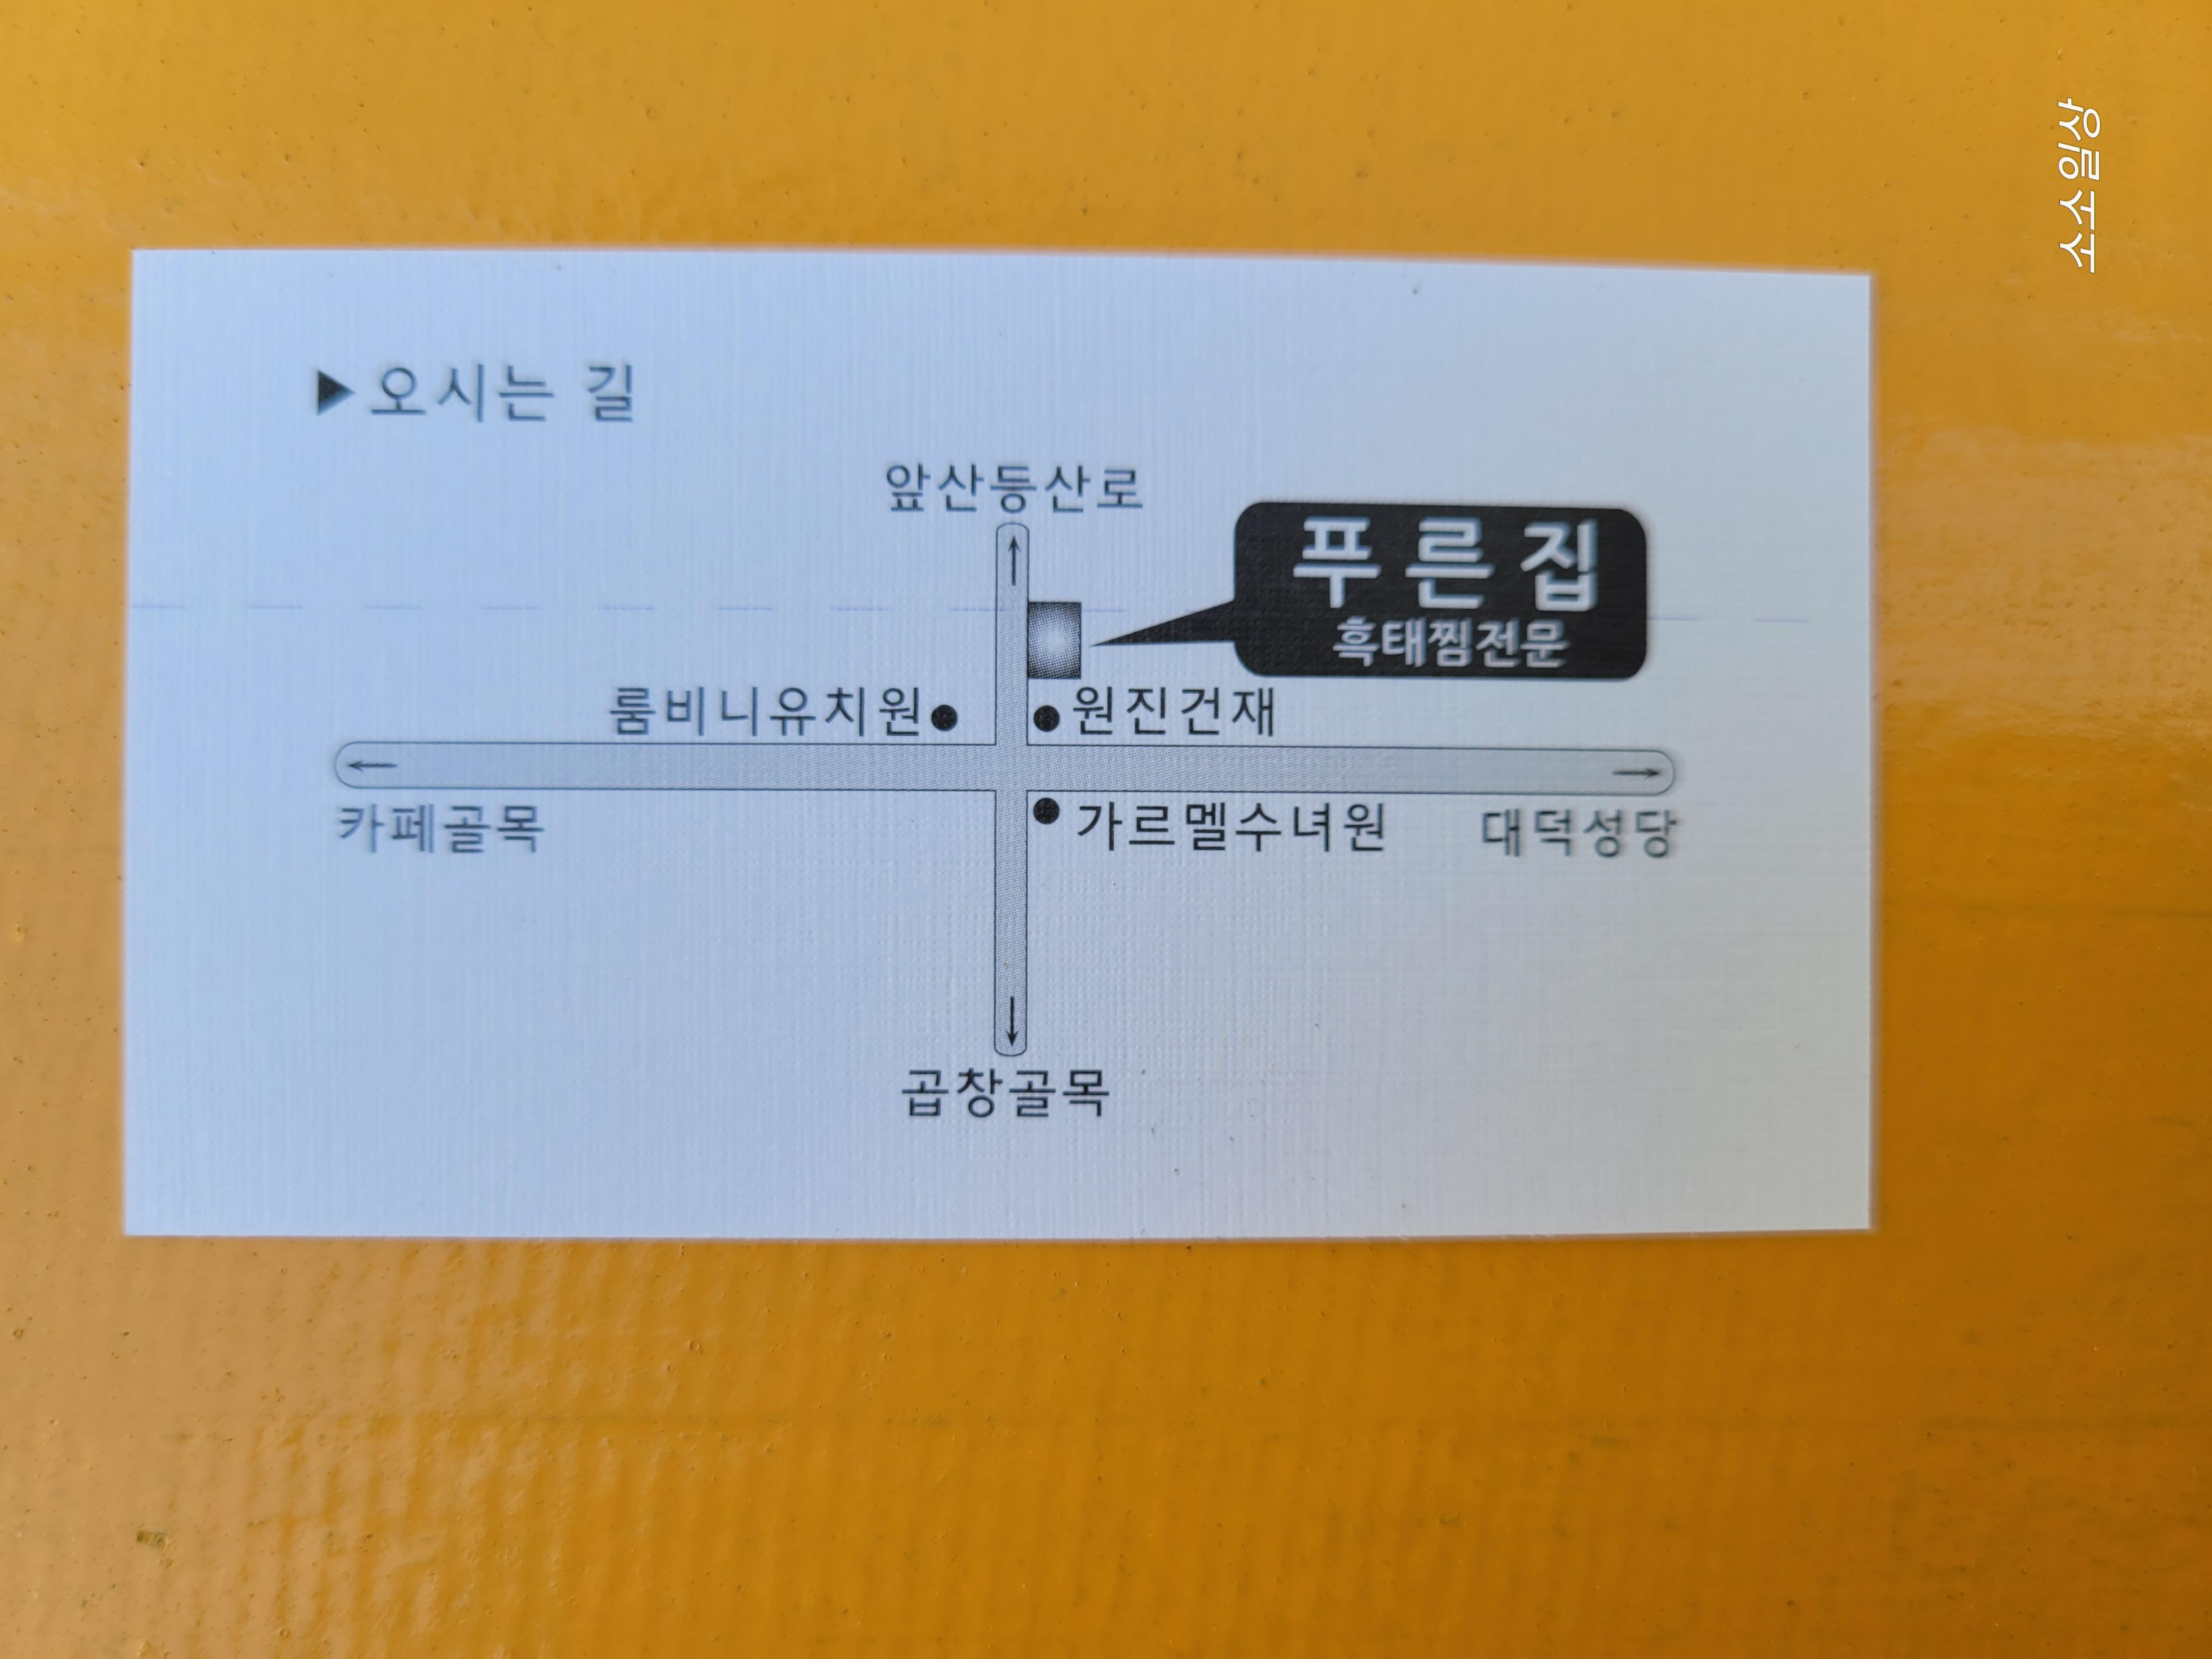 ▶오시는 길
앞산등산로
푸른집
흑태찜전문
룸비니유치원
원진건재
카페골목
가르멜수녀원
대덕성당
곱창골목
소소일상